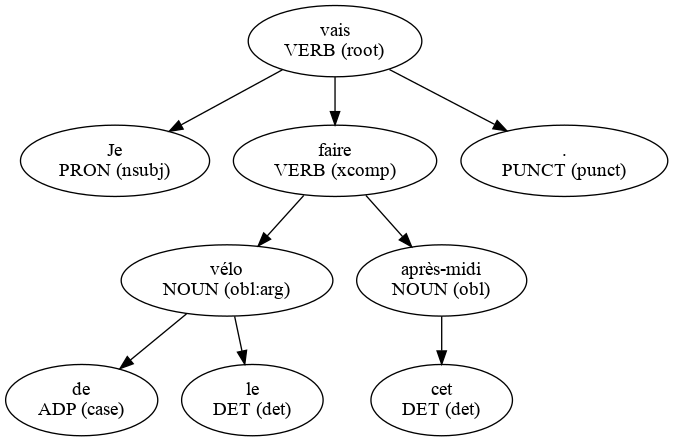 vais
VERB (root)
Je
PRON (nsubj)
faire
VERB (xcomp)
.
PUNCT (punct)
vélo
NOUN (obl:arg)
après-midi
NOUN (obl)
de
ADP (case)
le
DET (det)
cet
DET (det)